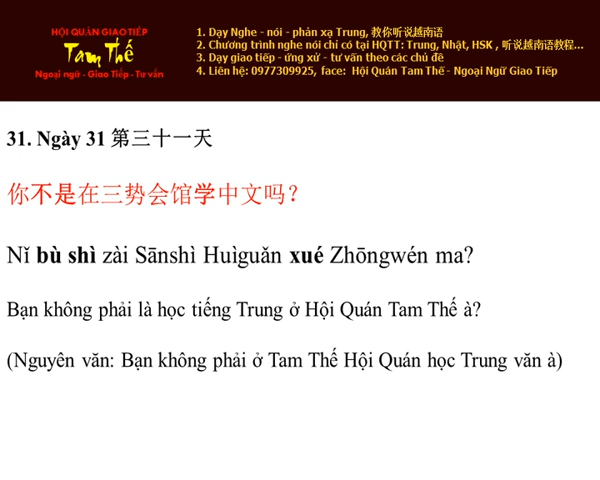 HỘI QUÁN GIAO TIẾP
Tam Thế
Ngoại ngữ - Giao Tiếp - Tư vấn
1. Dạy Nghe - nói - phản xạ Trung, 教你听说越南语
2. Chương trình nghe nói chỉ có tại HQTT: Trung, Nhật, HSK , 听说越南语教程...
3. Dạy giao tiếp - ứng xử - tư vấn theo các chủ đề
4. Liên hệ: 0977309925, face: Hội Quán Tam Thế - Ngoại Ngữ Giao Tiếp
31. Ngày 31 第三十一天
你不是在三势会馆学中文吗?
Nǐ bù shì zài Sānshì Huìguǎn xué Zhōngwén ma?
Bạn không phải là học tiếng Trung ở Hội Quán Tam Thế à?
(Nguyên văn: Bạn không phải ở Tam Thế Hội Quán học Trung văn à)